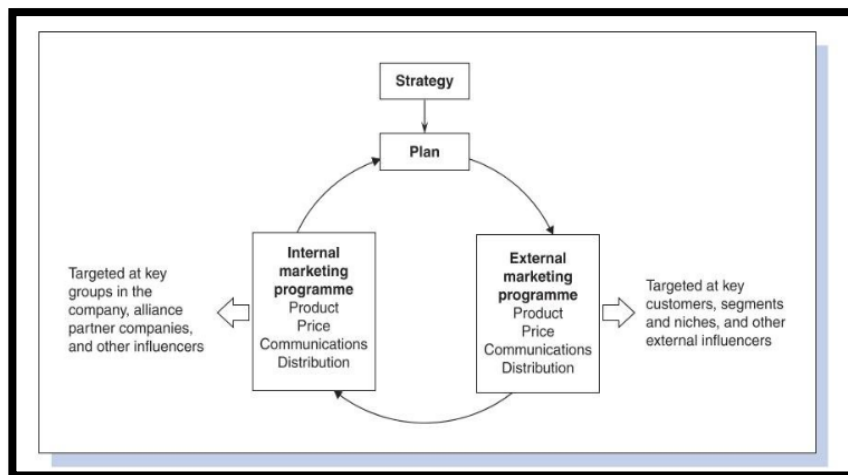 Strategy
Plan
Internal
marketing
programme
Product
Price
Communications
Distribution
External
marketing
programme
Product
Price
Communications
Distribution
Targeted at key
groups in the
company, alliance
partner companies,
and other influencers
Targeted at key
customers, segments
and niches, and other
external influencers